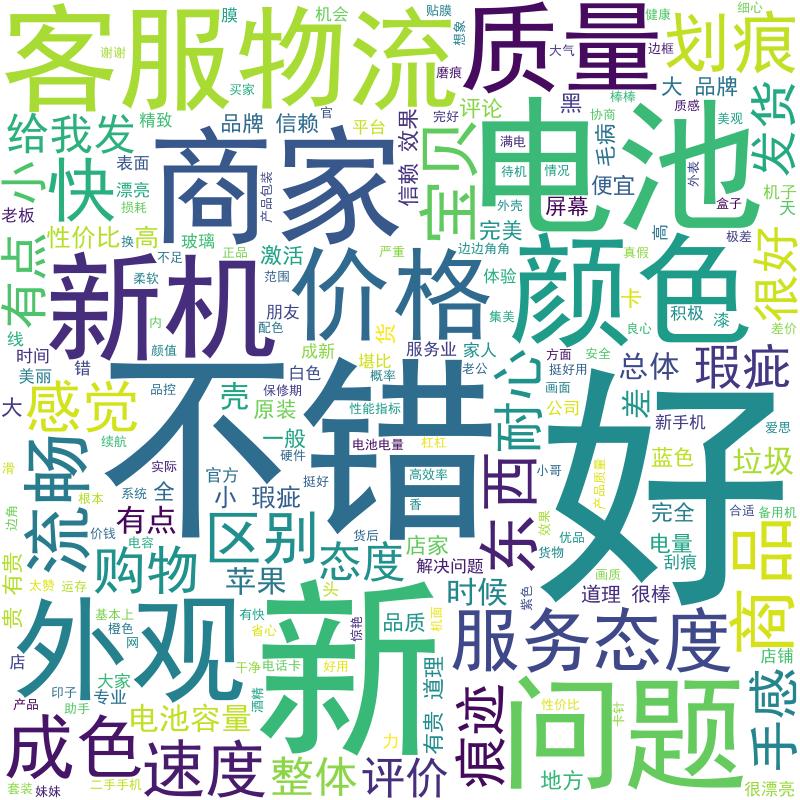 客服
物流
质量
划痕
膜
谢谢
机会
贴膜
想象
健康
细心
大气
边框
买家
磨痕
大 品牌
给我发
精致
品牌
信赖
官
平台
效果
完好
评论
黑
协商
棒棒
质感
美观
发货
小
快
表面
漂亮
损耗
老板
产品包装
商家
信赖
宝贝
电池
满电
待机
情况
毛病
便宜
外壳
屏幕
外表
盒子
机子
天
有点
性价比
高
换
玻璃
正品
激活
严重
完美
边边角角
高
真假
极差
很好
线
新机
不足
柔软
范围
价格
体验
颜色
卡
积极
漆
良心
差价
时间
错
美丽
内
颜值
配色
朋友
成新
货
堪比
服务业
家人
集美
方面
安全
总体
瑕疵
大
感觉
品控
壳
白色
保修期
概率
老公
挺好用
画面
耐心
公司
差
新手机
爱思
原装
性能指标
不错
好
流畅
续航
一般
硬件
电池电量
杠杠
蓝色
垃圾
滑
实际
官方
挺好
高效率
小哥
东西
产品质量
根本
系统
全
小
瑕疵
香
完全
合适
备用机
边角
有点
价钱
货后
区别
店家
效果
优品
电量
商品
电容
货物
刮痕
有贵
购物
苹果
态度
解决问题
画质
贵
太赞
运存
头
时候
紫色
道理
很棒
外观
基本上
橙色
网
有快
省心
新
惊艳
品质
机画
服务态度
店铺
店
大家
干净
电话卡
好用
产品
印子
专业
助手
酒精
有贵
道理
痕迹
问题
性价比
卡针
手感
成色
电池容量
力
速度
整体
评价
地方
套装
妹妹
二手手机
很漂亮